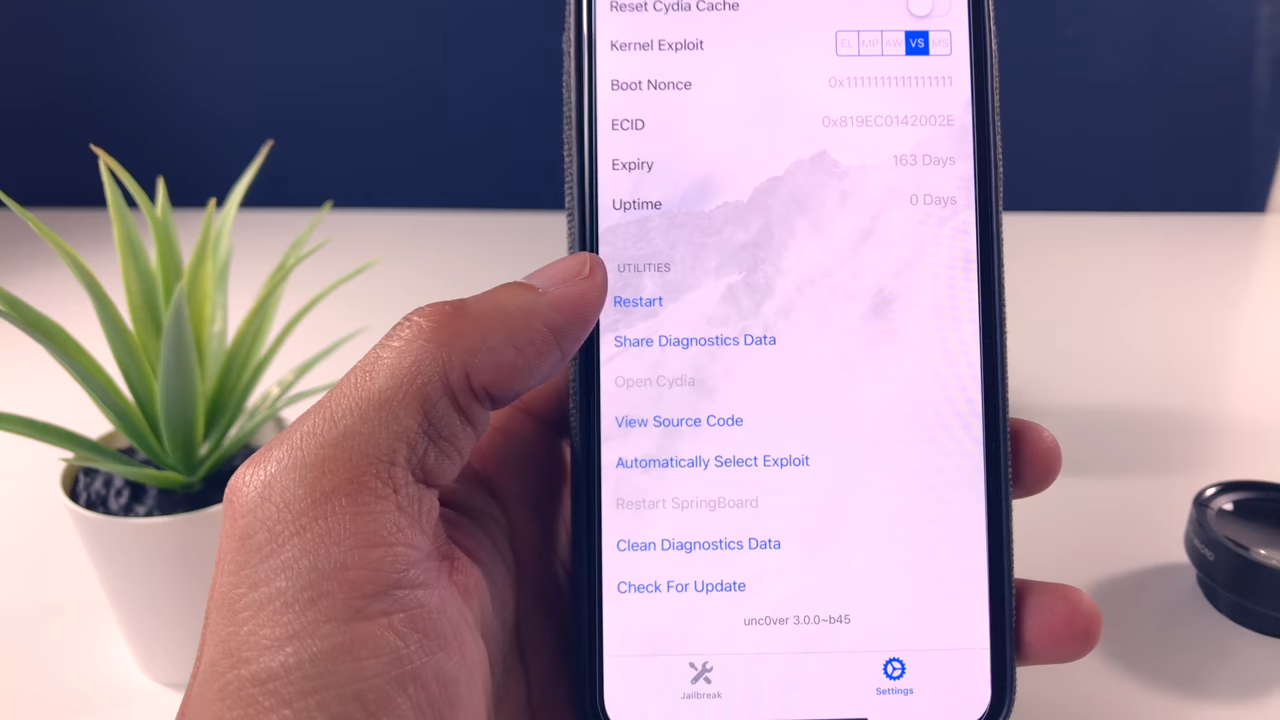 Reset Cydia Cache
Kernel Exploit EL MP AW VS MS
Boot Nonce 0x1111111111111111
ECID 0x819EC0142002E
Expiry 163 Days
Uptime 0 Days
UTILITIES
Restart
Share Diagnostics Data
Open Cydia
View Source Code
Automatically Select Exploit
Restart SpringBoard
Clean Diagnostics Data
Check For Update
unc0ver 3.0.0~b45
Jailbreak Settings